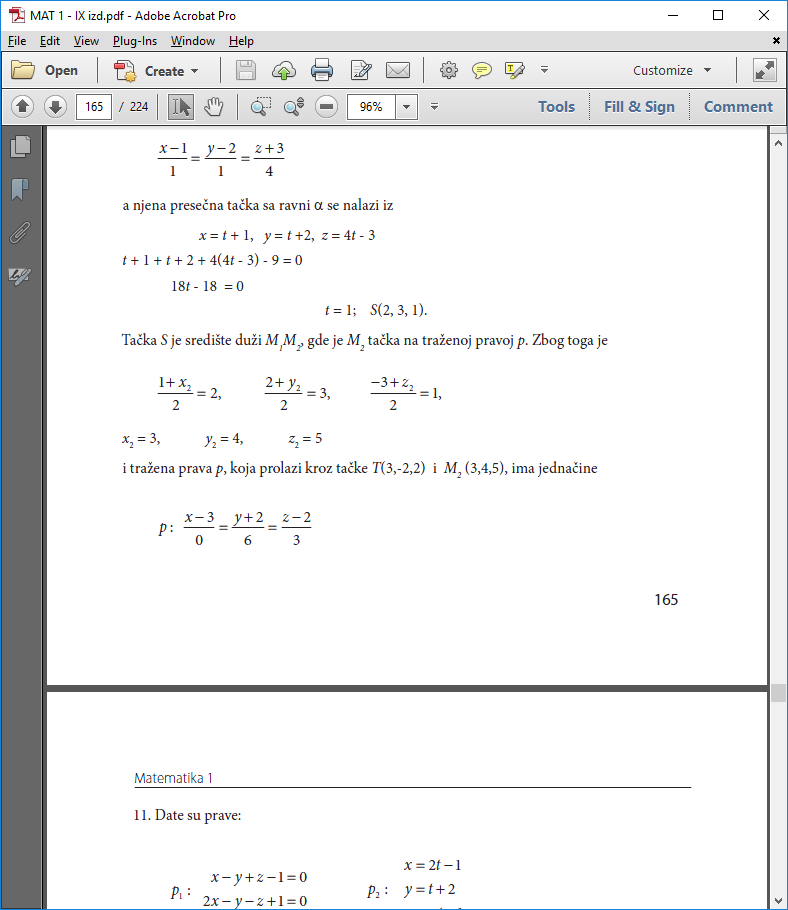 MAT 1 - IX izd.pdf - Adobe Acrobat Pro
File Edit View Plug-Ins Window Help
Open Create Customize
165 / 224 96% Tools Fill & Sign Comment
x − 1 / 1 = y − 2 / 1 = z + 3 / 4
a njena presečna tačka sa ravni α se nalazi iz
x = t + 1, y = t +2, z = 4t - 3
t + 1 + t + 2 + 4(4t - 3) - 9 = 0
18t - 18 = 0
t = 1; S(2, 3, 1).
Tačka S je središte duži M₁M₂, gde je M₂ tačka na traženoj pravoj p. Zbog toga je
1 + x₂ / 2 = 2, 2 + y₂ / 2 = 3, −3 + z₂ / 2 = 1,
x₂ = 3, y₂ = 4, z₂ = 5
i tražena prava p, koja prolazi kroz tačke T(3,-2,2) i M₂ (3,4,5), ima jednačine
p : x − 3 / 0 = y + 2 / 6 = z − 2 / 3
165
Matematika 1
11. Date su prave:
x = 2t − 1
x − y + z − 1 = 0
p₁ : p₂ : y = t + 2
2x − y − z + 1 = 0